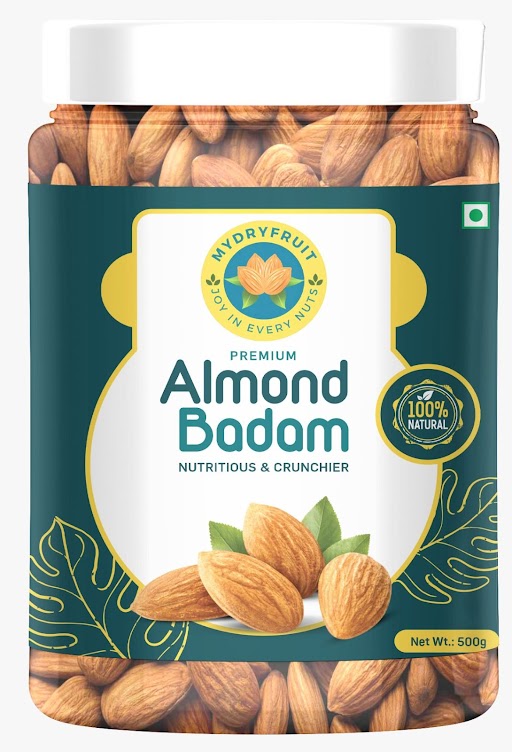 MYDRYFRUIT
JOY IN EVERY NUTS
PREMIUM
Almond
Badam
NUTRITIOUS & CRUNCHIER
100%
NATURAL
Net Wt.: 500g